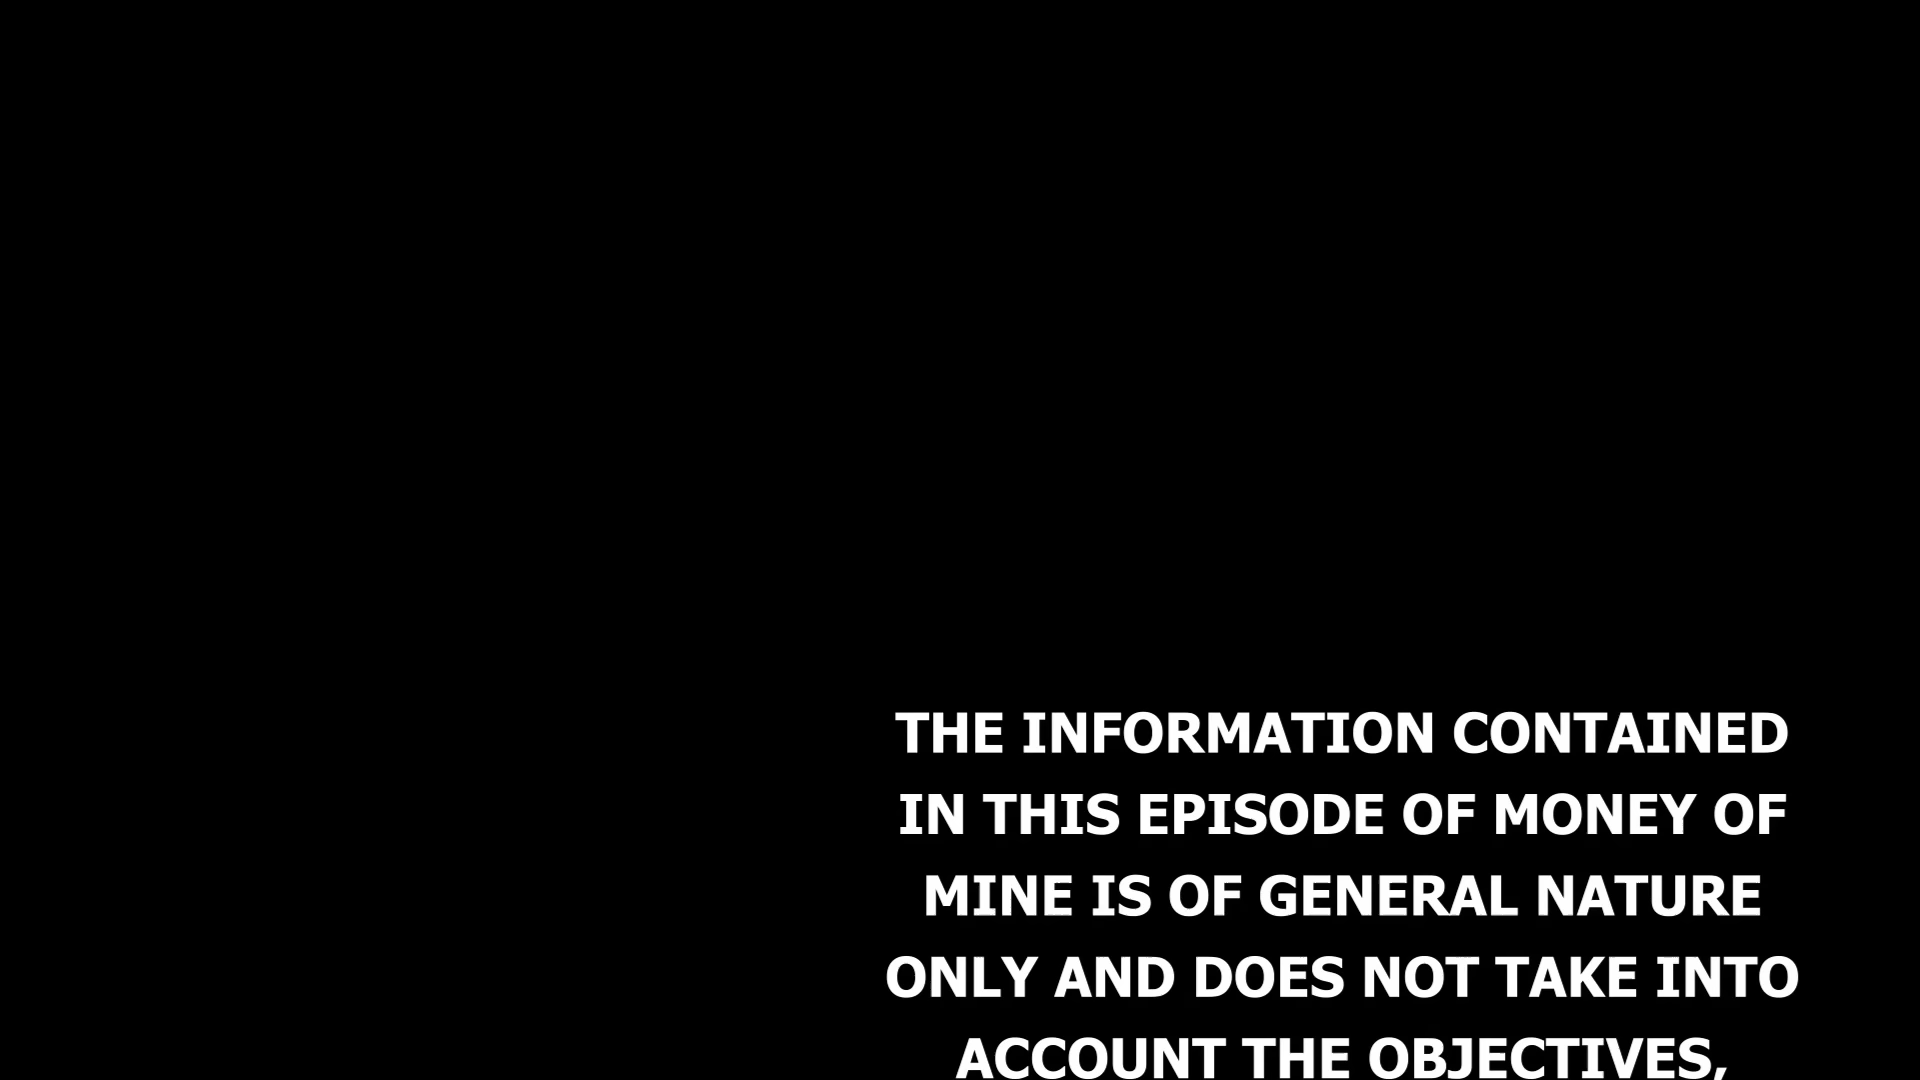 THE INFORMATION CONTAINED
IN THIS EPISODE OF MONEY OF
MINE IS OF GENERAL NATURE
ONLY AND DOES NOT TAKE INTO
ACCOUNT THE OBJECTIVES,